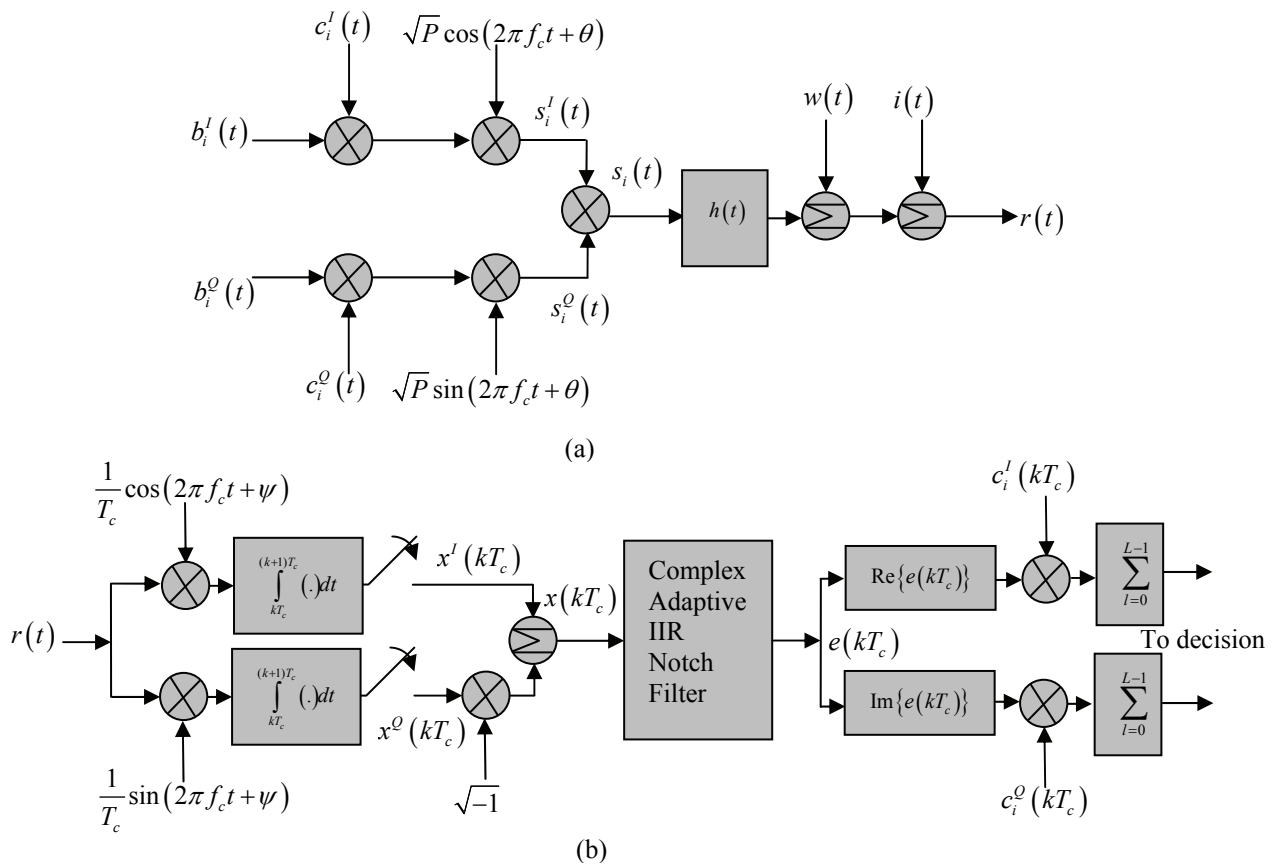 c_i^I(t)
√P cos(2πf_c t+θ)
b_i^I(t)
s_i^I(t)
w(t)
i(t)
s_i(t)
h(t)
r(t)
b_i^Q(t)
s_i^Q(t)
c_i^Q(t)
√P sin(2πf_c t+θ)
(a)
1/T_c cos(2πf_c t+ψ)
∫_{kT_c}^{(k+1)T_c} (.)dt
x^I(kT_c)
x(kT_c)
Complex
Adaptive
IIR
Notch
Filter
c_i^I(kT_c)
Re{e(kT_c)}
∑_{l=0}^{L-1}
r(t)
∑
e(kT_c)
To decision
∫_{kT_c}^{(k+1)T_c} (.)dt
x^Q(kT_c)
Im{e(kT_c)}
∑_{l=0}^{L-1}
1/T_c sin(2πf_c t+ψ)
√-1
c_i^Q(kT_c)
(b)